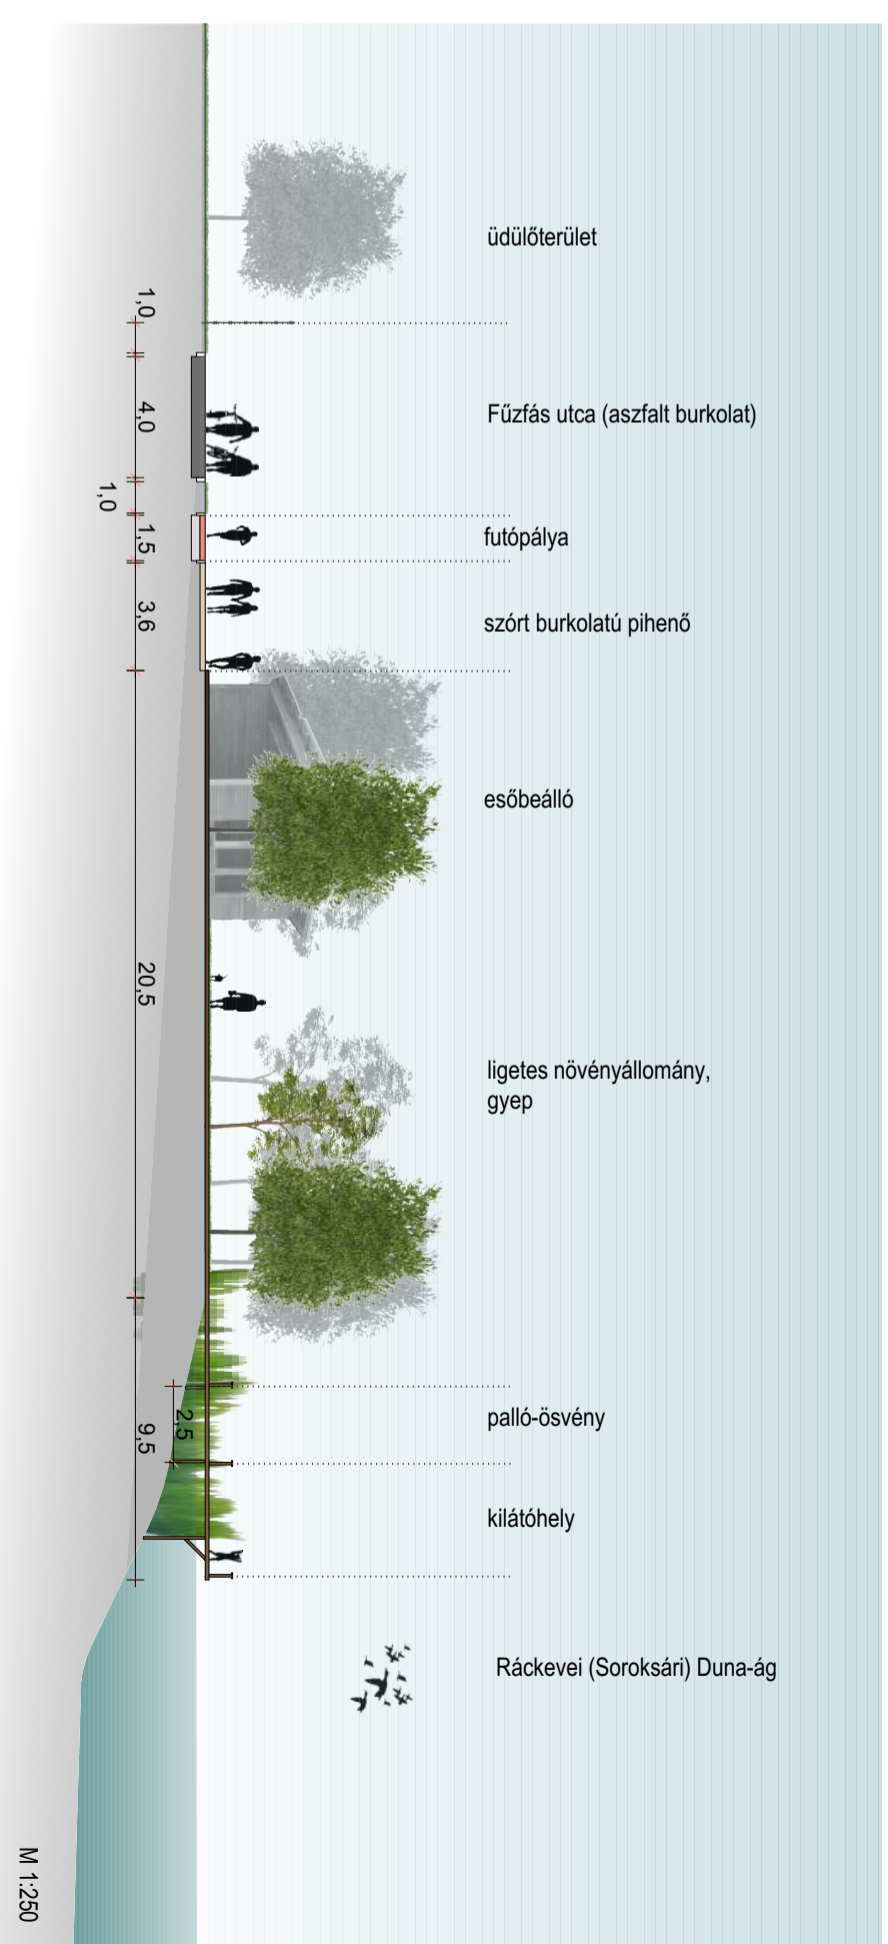 üdülőterület
Fűzfás utca (aszfalt burkolat)
futópálya
szórt burkolatú pihenő
esőbeálló
ligetes növényállomány,
gyep
palló-ösvény
kilátóhely
Ráckevei (Soroksári) Duna-ág
1,0
4,0
1,0
1,5
3,6
20,5
2,5
9,5
M 1:250